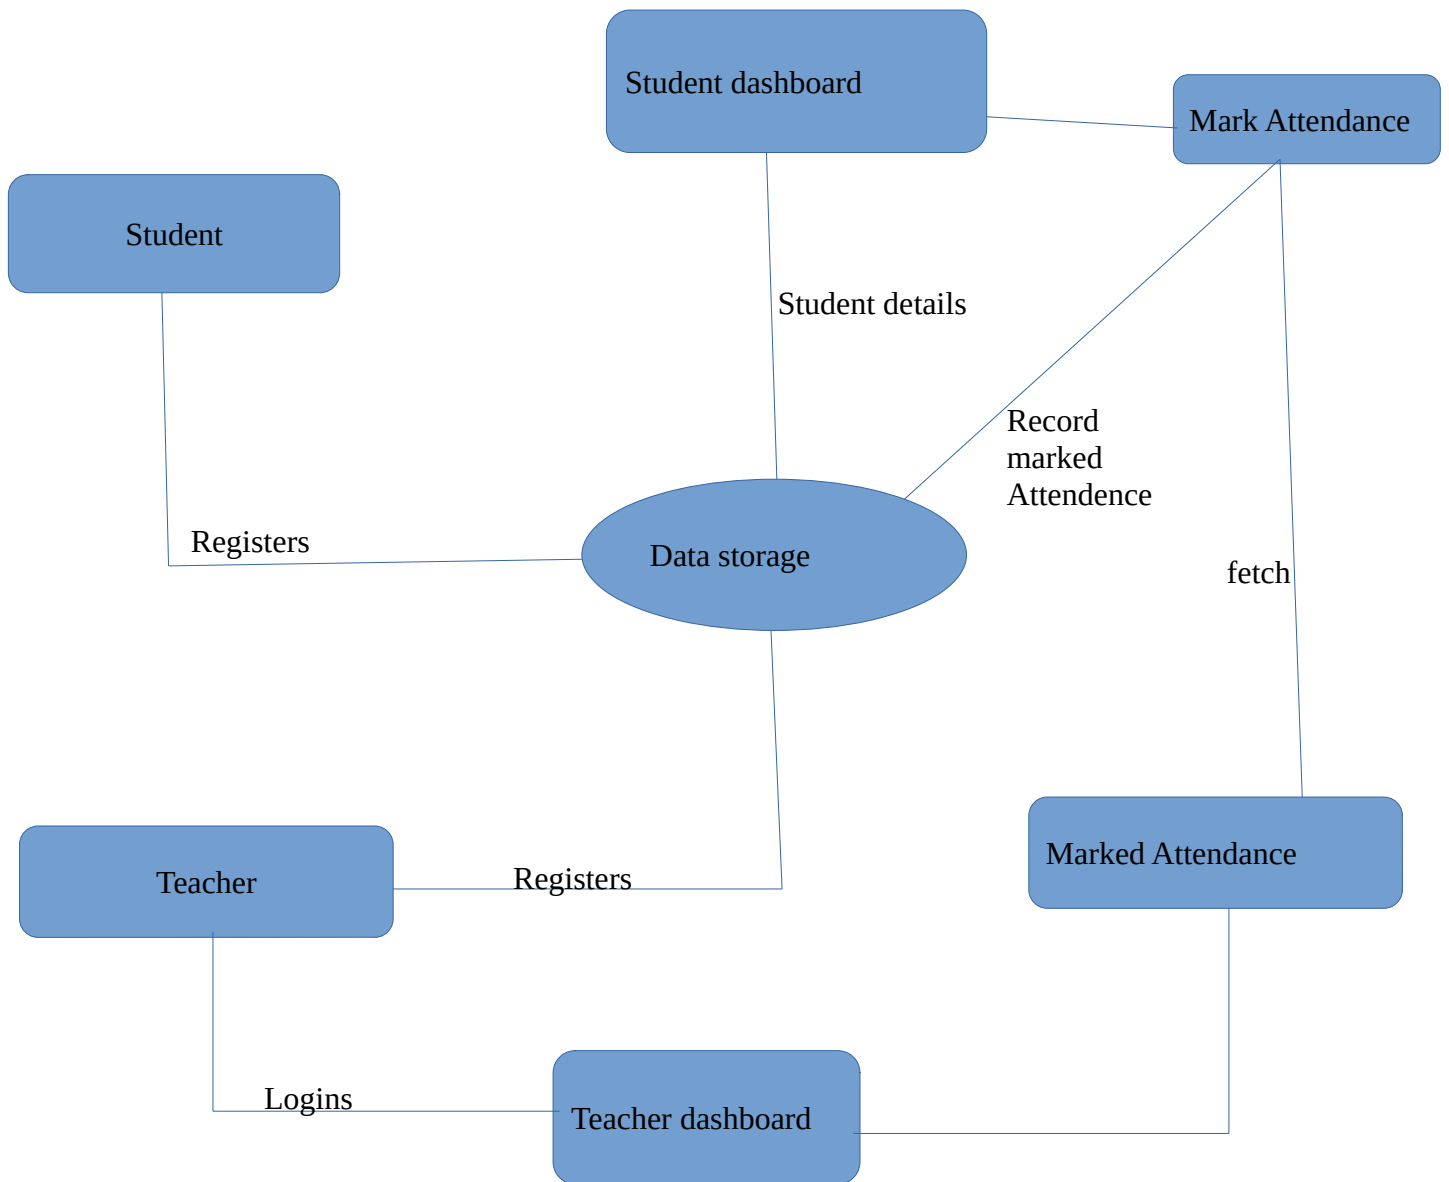 Student dashboard
Mark Attendance
Student
Student details
Record
marked
Attendence
Registers
Data storage
fetch
Marked Attendance
Teacher
Registers
Logins
Teacher dashboard